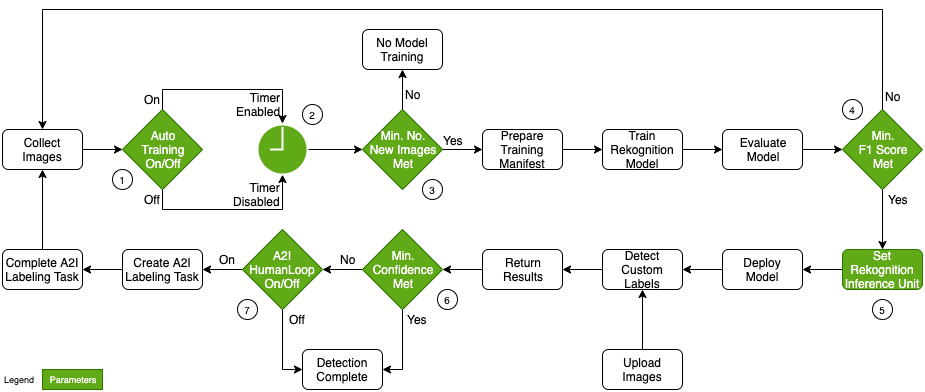 No Model
Training
No
No
On
Timer
Enabled
2
4
Collect
Images
Auto
Training
On/Off
Min. No.
New Images
Met
Yes
Prepare
Training
Manifest
Train
Rekognition
Model
Evaluate
Model
Min.
F1 Score
Met
1
3
Off
Timer
Disabled
Yes
Complete A2I
Labeling Task
Create A2I
Labeling Task
On
A2I
HumanLoop
On/Off
No
Min.
Confidence
Met
Return
Results
Detect
Custom
Labels
Deploy
Model
Set
Rekognition
Inference Unit
7
6
5
Off
Yes
Detection
Complete
Upload
Images
Legend
Parameters